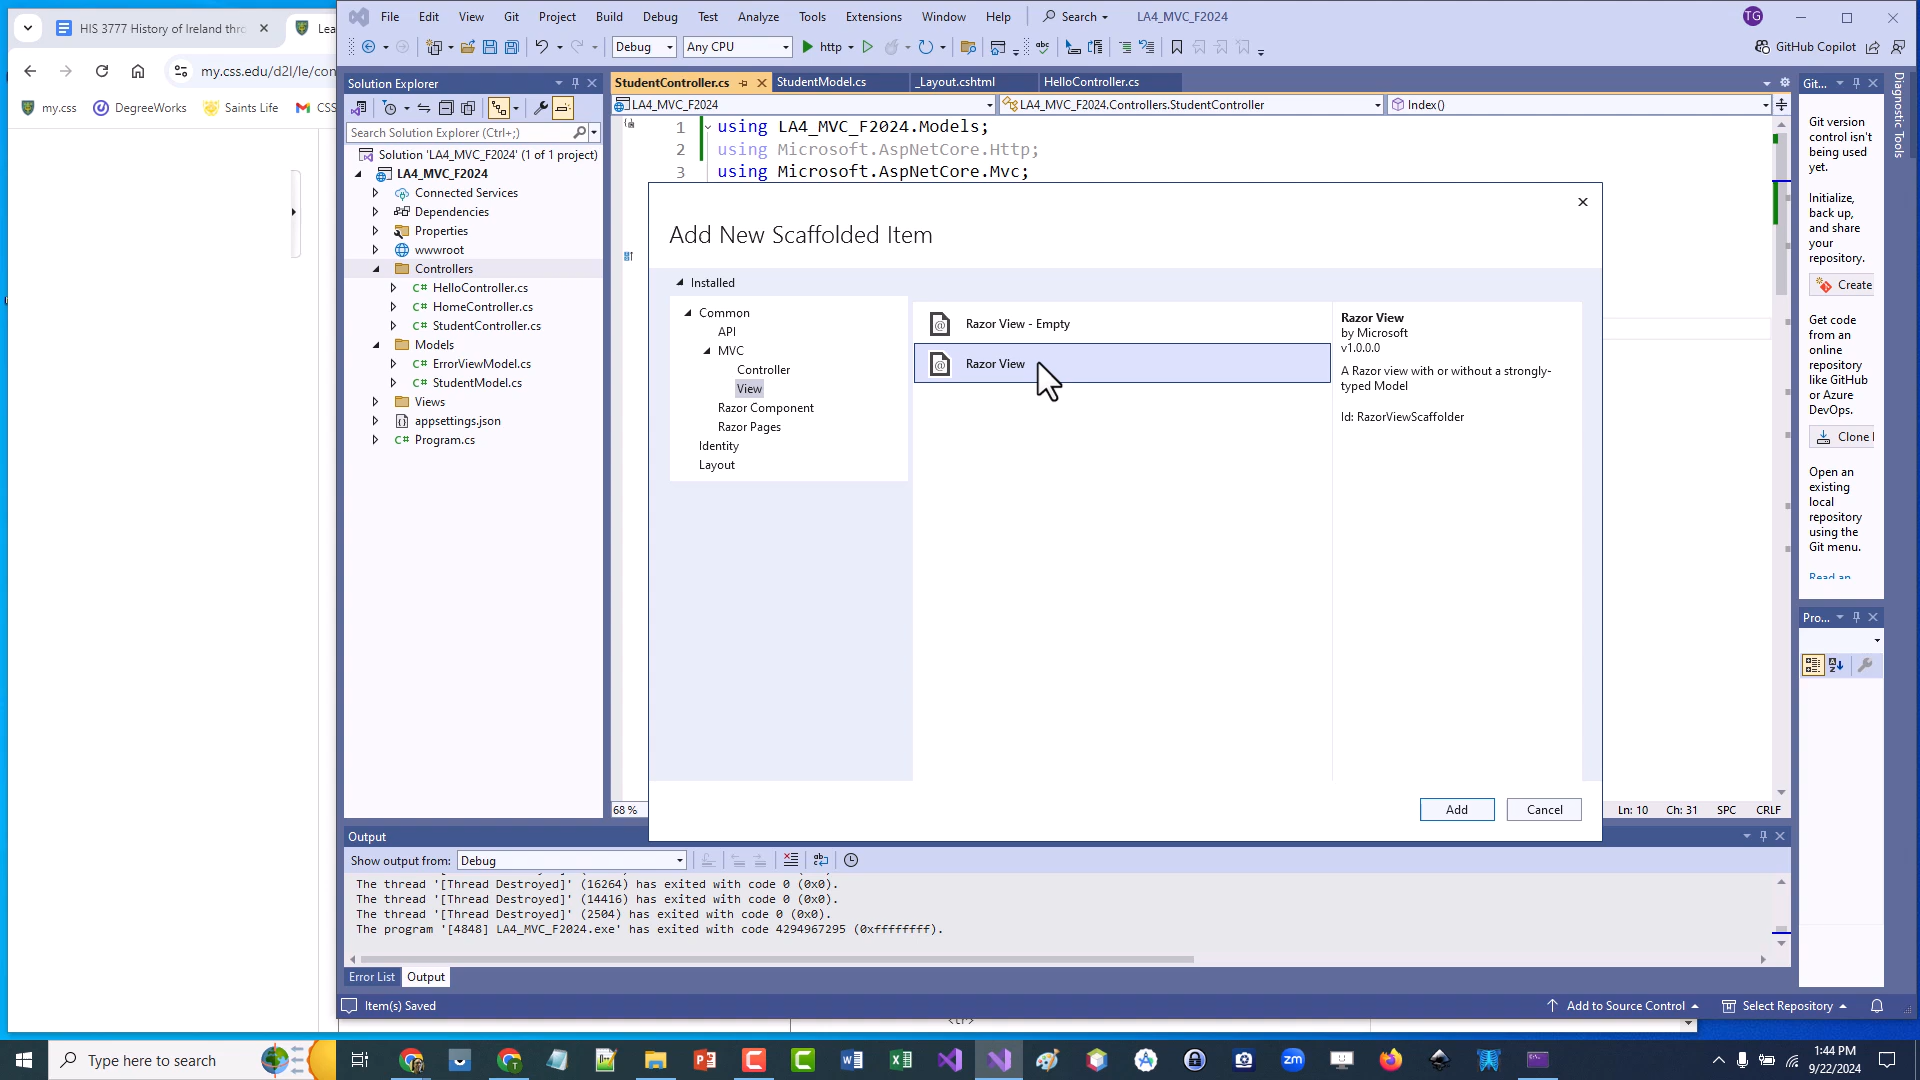 HIS 3777 History of Ireland thro
Lea
my.css.edu/d2l/le/con
my.css
DegreeWorks
Saints Life
CSS
File Edit View Git Project Build Debug Test Analyze Tools Extensions Window Help
Search
LA4_MVC_F2024
TG
Debug
Any CPU
http
GitHub Copilot
Solution Explorer
Search Solution Explorer (Ctrl+;)
Solution 'LA4_MVC_F2024' (1 of 1 project)
LA4_MVC_F2024
Connected Services
Dependencies
Properties
wwwroot
Controllers
C# HelloController.cs
C# HomeController.cs
C# StudentController.cs
Models
C# ErrorViewModel.cs
C# StudentModel.cs
Views
appsettings.json
C# Program.cs
StudentController.cs
StudentModel.cs
_Layout.cshtml
HelloController.cs
LA4_MVC_F2024
LA4_MVC_F2024.Controllers.StudentController
Index()
1 using LA4_MVC_F2024.Models;
2 using Microsoft.AspNetCore.Http;
3 using Microsoft.AspNetCore.Mvc;
Add New Scaffolded Item
Installed
Common
API
MVC
Controller
View
Razor Component
Razor Pages
Identity
Layout
Razor View - Empty
Razor View
Razor View
by Microsoft
v1.0.0.0
A Razor view with or without a strongly-
typed Model
Id: RazorViewScaffolder
Add
Cancel
68 %
Ln: 10 Ch: 31 SPC CRLF
Git...
Git version
control isn't
being used
yet.
Initialize,
back up,
and share
your
repository.
Create
Get code
from an
online
repository
like GitHub
or Azure
DevOps.
Clone
Open an
existing
local
repository
using the
Git menu.
Read an
Diagnostic Tools
Pro...
Output
Show output from: Debug
The thread '[Thread Destroyed]' (16264) has exited with code 0 (0x0).
The thread '[Thread Destroyed]' (14416) has exited with code 0 (0x0).
The thread '[Thread Destroyed]' (2504) has exited with code 0 (0x0).
The program '[4848] LA4_MVC_F2024.exe' has exited with code 4294967295 (0xffffffff).
Error List
Output
Item(s) Saved
Add to Source Control
Select Repository
<tr>
Type here to search
zm
1:44 PM
9/22/2024